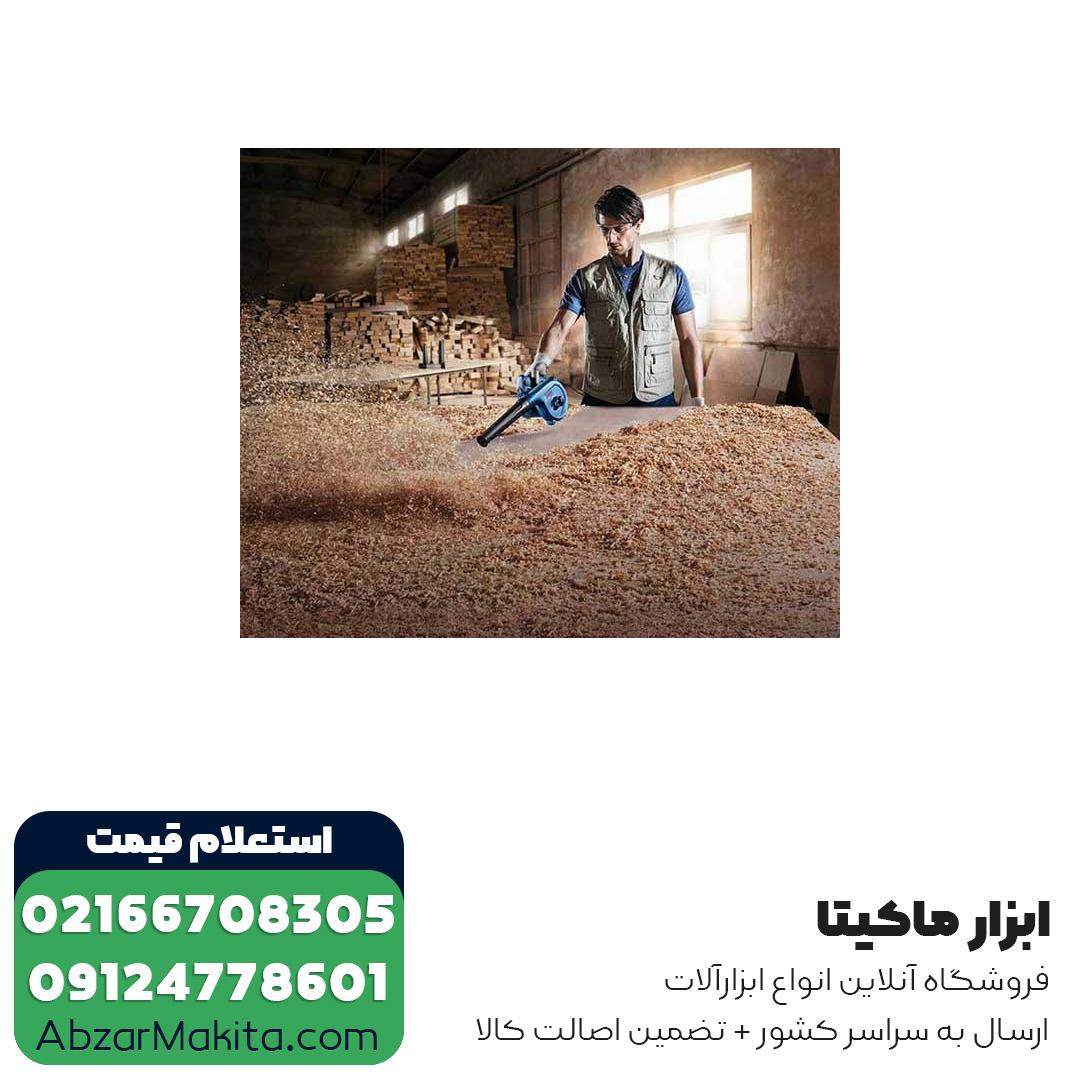 استعلام قیمت
02166708305
09124778601
AbzarMakita.com
ابزار ماکیتا
فروشگاه آنلاین انواع ابزارآلات
ارسال به سراسر کشور + تضمین اصالت کالا